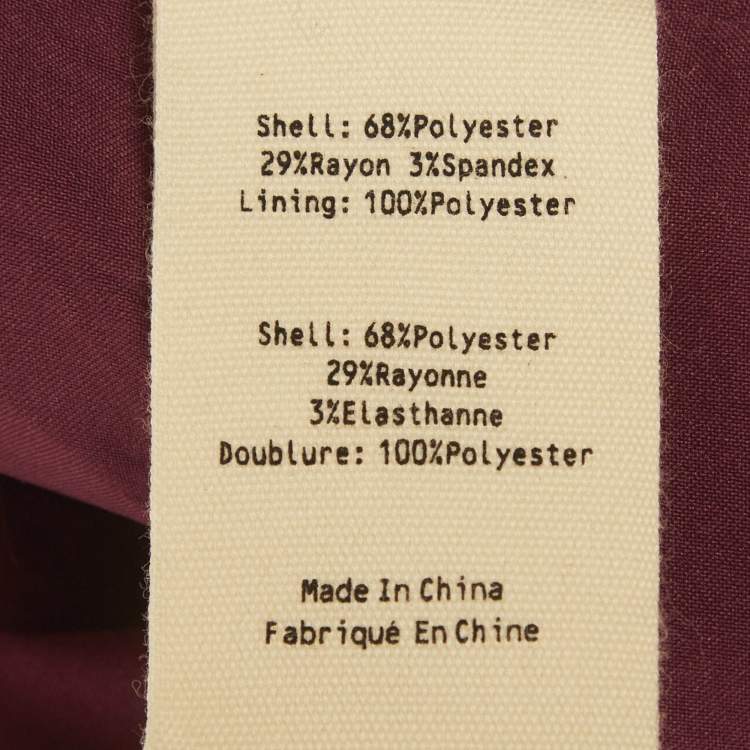 Shell: 68%Polyester
29%Rayon 3%Spandex
Lining: 100%Polyester
Shell: 68%Polyester
29%Rayonne
3%Elasthanne
Doublure: 100%Polyester
Made In China
Fabriqué En Chine